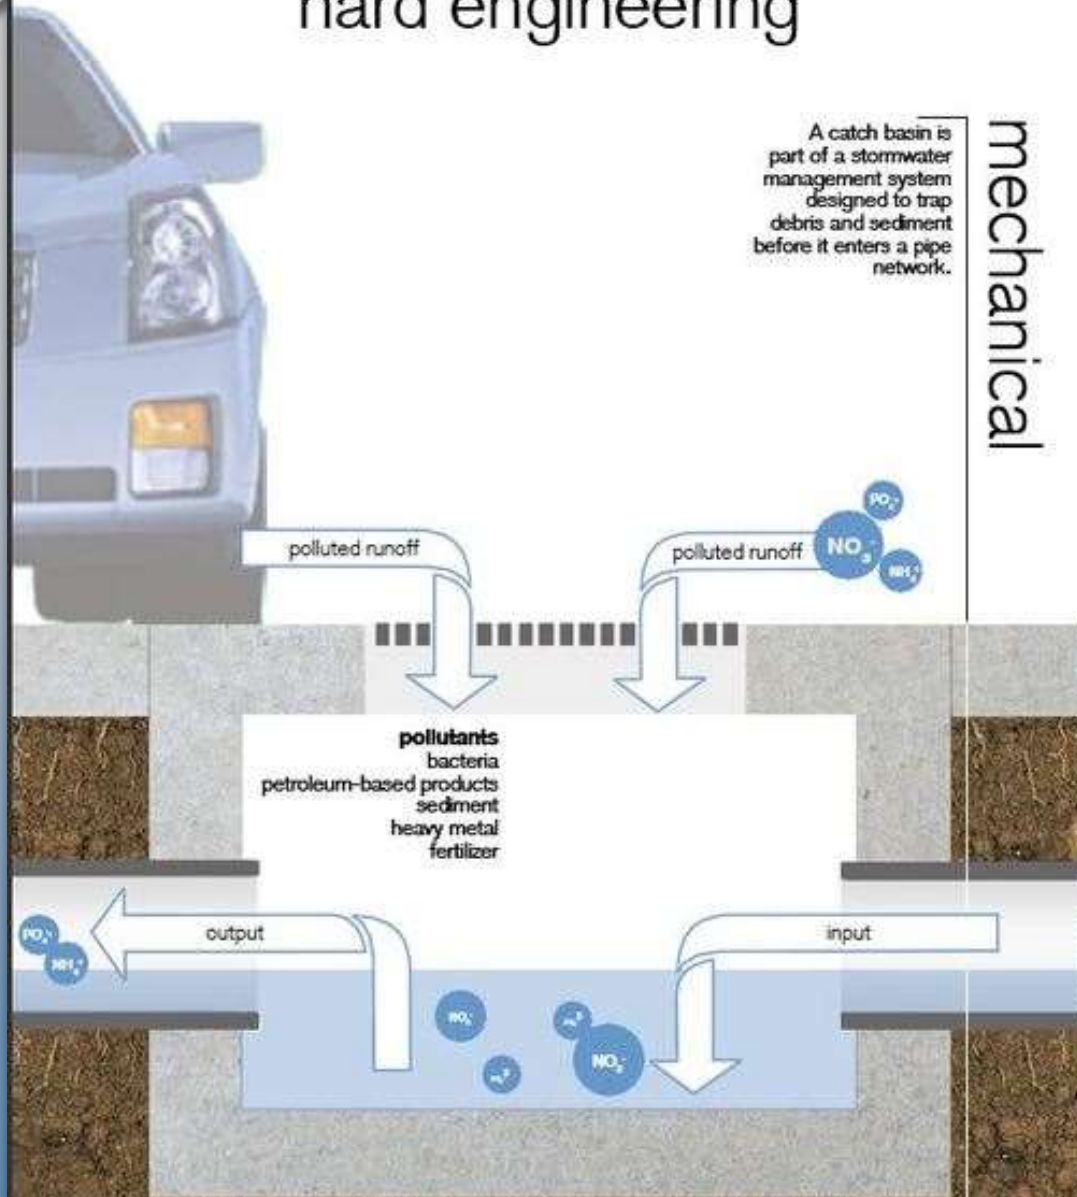 hard engineering
mechanical
A catch basin is
part of a stormwater
management system
designed to trap
debris and sediment
before it enters a pipe
network.
polluted runoff
polluted runoff
NO₃⁻
pollutants
bacteria
petroleum-based products
sediment
heavy metal
fertilizer
output
input
NO₃⁻